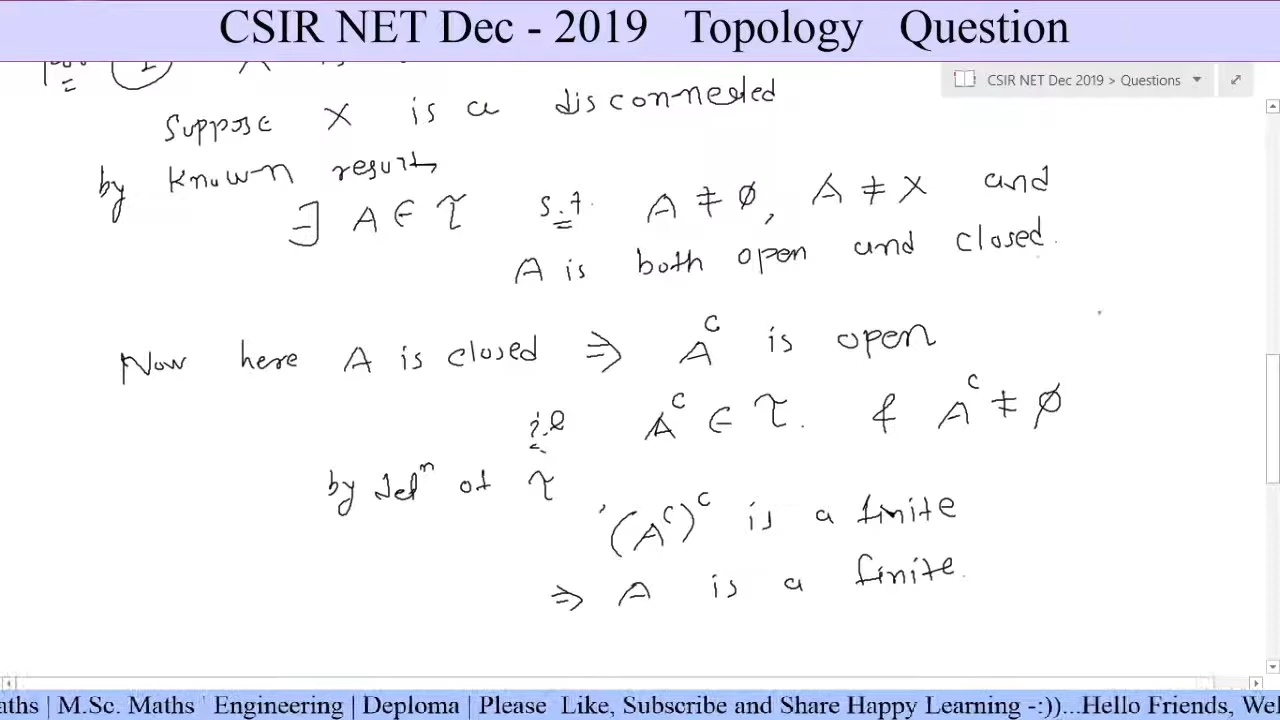 CSIR NET Dec - 2019 Topology Question
CSIR NET Dec 2019 > Questions
Suppose X is a disconnected
by known result
∃ A ∈ τ s.t. A ≠ ∅, A ≠ X and
A is both open and closed.
Now here A is closed ⇒ A^c is open
i.e A^c ∈ τ. & A^c ≠ ∅
by defⁿ of τ
(A^c)^c is a finite
⇒ A is a finite.
aths | M.Sc. Maths Engineering | Deploma | Please Like, Subscribe and Share Happy Learning -:))...Hello Friends, Wel